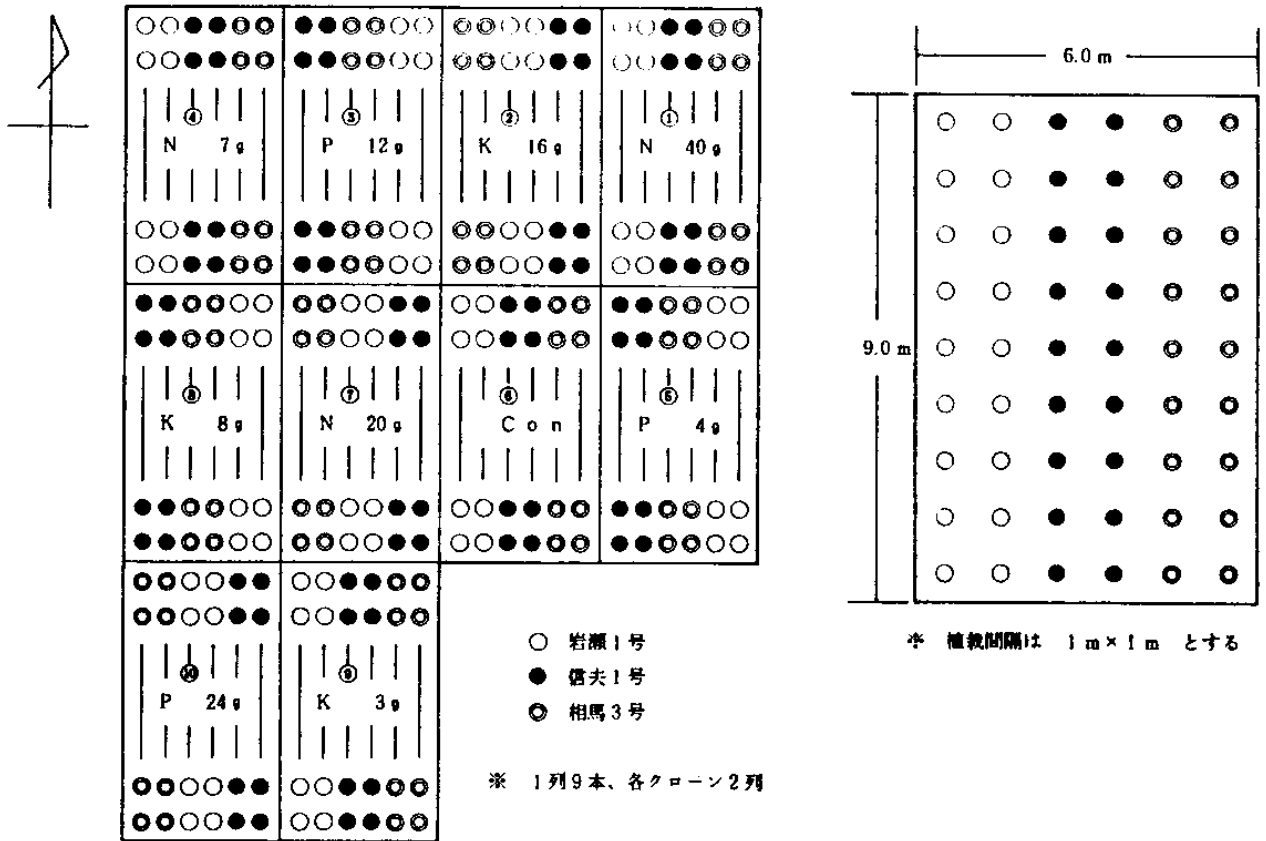 ④ ③ ② ①
N 7g P 12g K 16g N 40g
⑧ ⑦ ⑥ ⑤
K 8g N 20g Con P 4g
⑩ ⑨
P 24g K 3g
○ 岩瀬1号
● 信夫1号
◎ 相馬3号
※ 1列9本、各クローン2列
6.0 m
9.0 m
※ 植栽間隔は 1m×1m とする